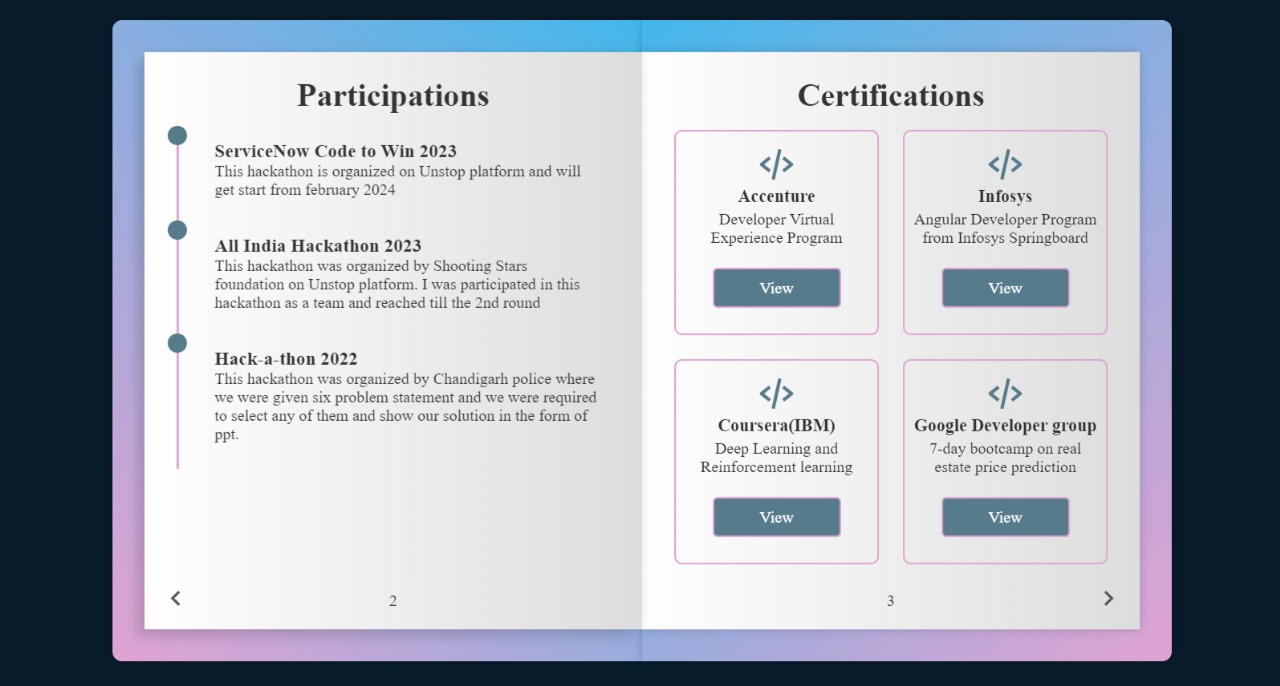 Participations
ServiceNow Code to Win 2023
This hackathon is organized on Unstop platform and will
get start from february 2024
All India Hackathon 2023
This hackathon was organized by Shooting Stars
foundation on Unstop platform. I was participated in this
hackathon as a team and reached till the 2nd round
Hack-a-thon 2022
This hackathon was organized by Chandigarh police where
we were given six problem statement and we were required
to select any of them and show our solution in the form of
ppt.
2
Certifications
</> 
Accenture
Developer Virtual
Experience Program
View
</>
Infosys
Angular Developer Program
from Infosys Springboard
View
</>
Coursera(IBM)
Deep Learning and
Reinforcement learning
View
</>
Google Developer group
7-day bootcamp on real
estate price prediction
View
3